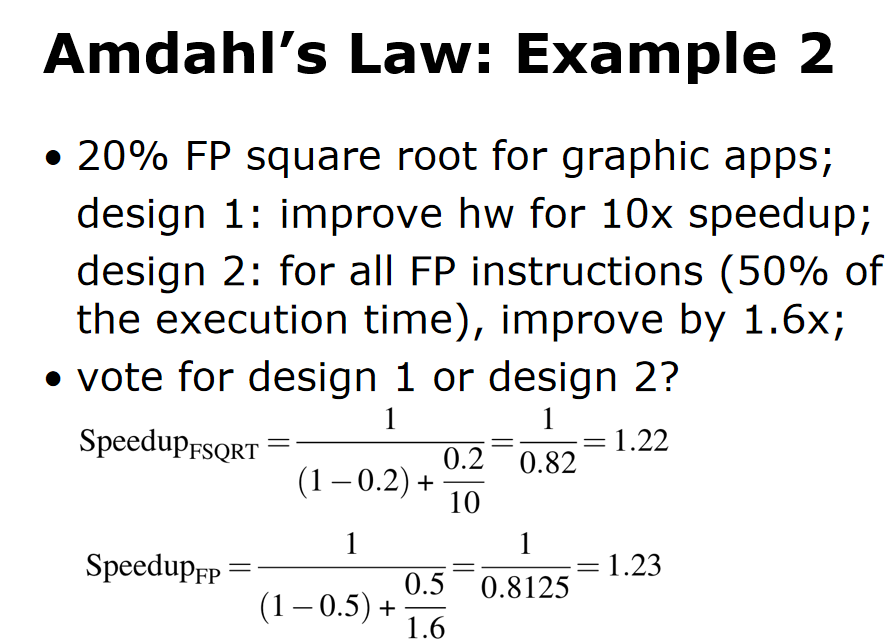 Amdahl’s Law: Example 2
• 20% FP square root for graphic apps;
design 1: improve hw for 10x speedup;
design 2: for all FP instructions (50% of
the execution time), improve by 1.6x;
• vote for design 1 or design 2?
Speedup_FSQRT = 1 / ((1 – 0.2) + 0.2/10) = 1/0.82 = 1.22
Speedup_FP = 1 / ((1 – 0.5) + 0.5/1.6) = 1/0.8125 = 1.23